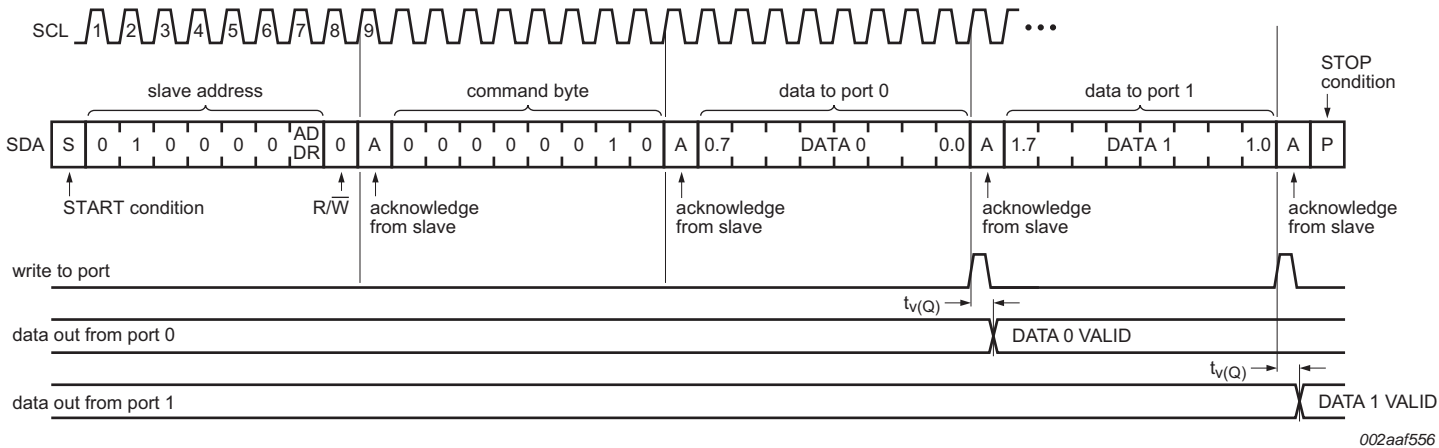 SCL 1 2 3 4 5 6 7 8 9 •••
STOP
condition
slave address command byte data to port 0 data to port 1
SDA S 0 1 0 0 0 0 AD DR 0 A 0 0 0 0 0 0 1 0 A 0.7 DATA 0 0.0 A 1.7 DATA 1 1.0 A P
START condition R/W̅ acknowledge from slave acknowledge from slave acknowledge from slave acknowledge from slave
write to port
tv(Q)
data out from port 0 DATA 0 VALID
tv(Q)
data out from port 1 DATA 1 VALID
002aaf556